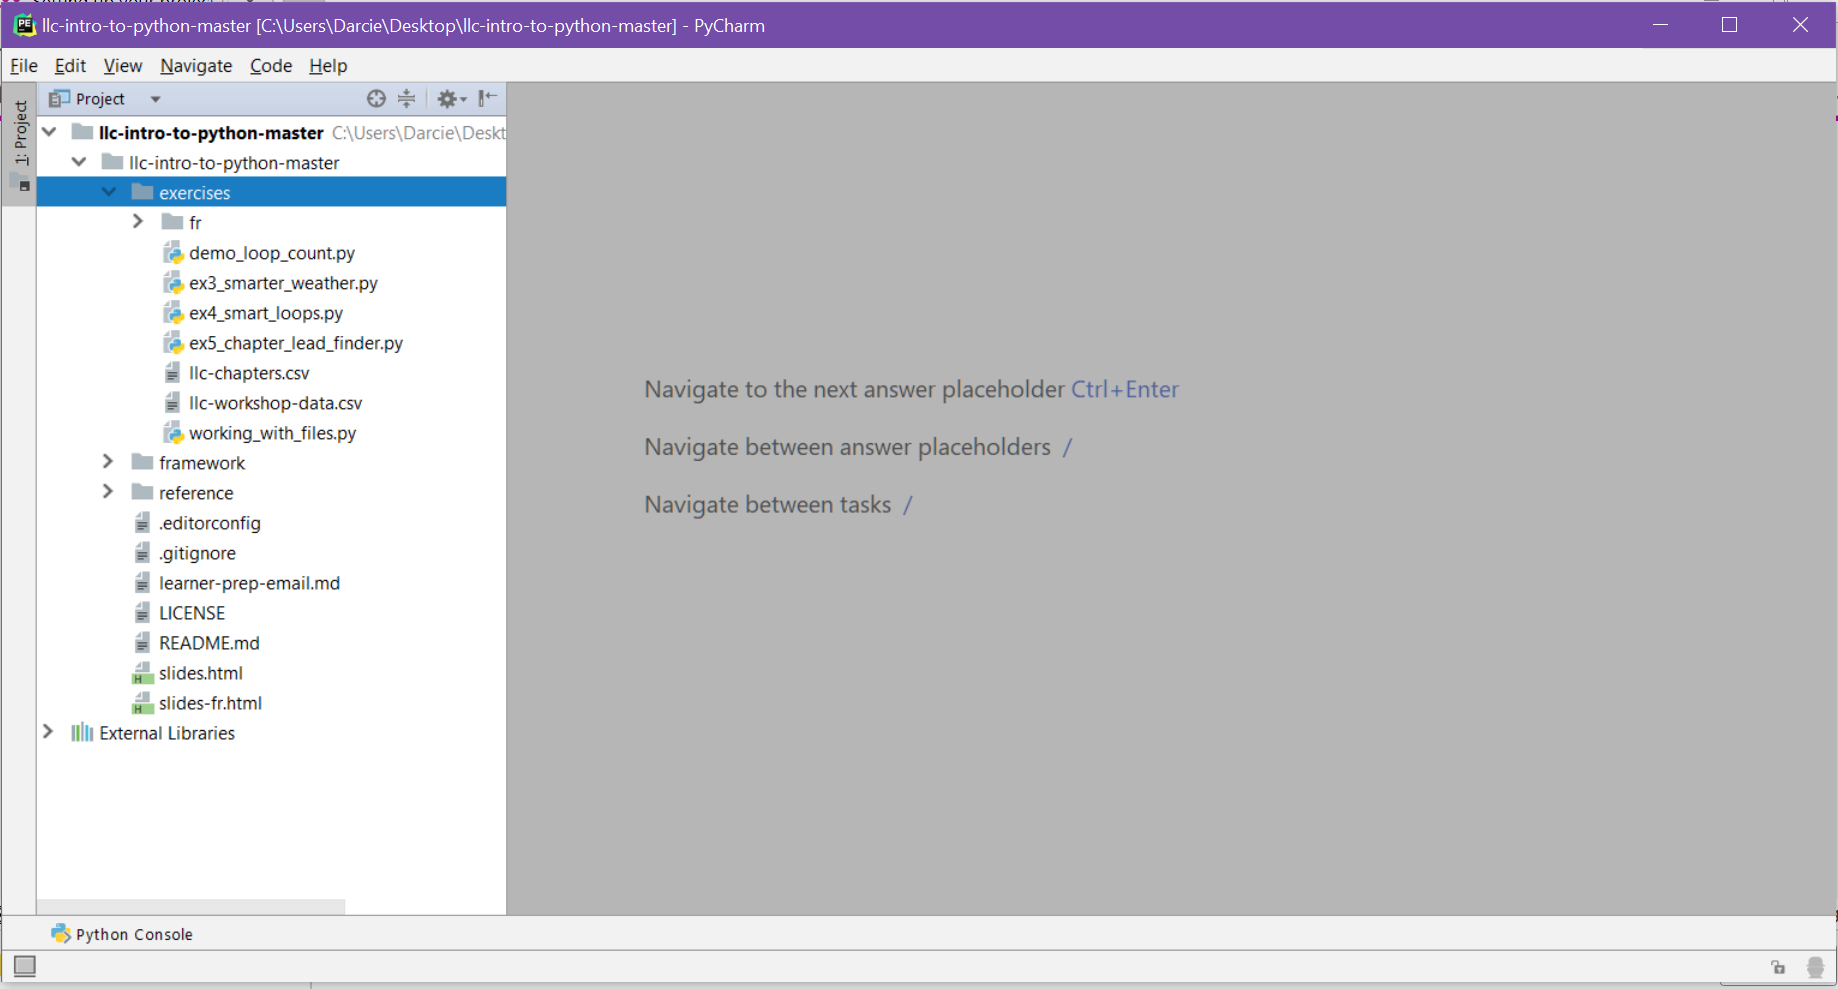 llc-intro-to-python-master [C:\Users\Darcie\Desktop\llc-intro-to-python-master] - PyCharm
File Edit View Navigate Code Help
1: Project
Project
llc-intro-to-python-master C:\Users\Darcie\Deskt
llc-intro-to-python-master
exercises
fr
demo_loop_count.py
ex3_smarter_weather.py
ex4_smart_loops.py
ex5_chapter_lead_finder.py
llc-chapters.csv
llc-workshop-data.csv
working_with_files.py
framework
reference
.editorconfig
.gitignore
learner-prep-email.md
LICENSE
README.md
slides.html
slides-fr.html
External Libraries
Navigate to the next answer placeholder Ctrl+Enter
Navigate between answer placeholders /
Navigate between tasks /
Python Console